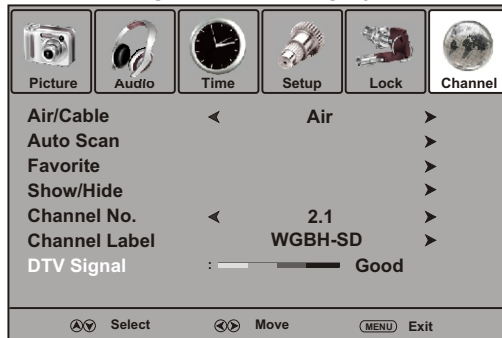 Picture Audio Time Setup Lock Channel
Air/Cable Air
Auto Scan
Favorite
Show/Hide
Channel No. 2.1
Channel Label WGBH-SD
DTV Signal : Good
Select Move MENU Exit